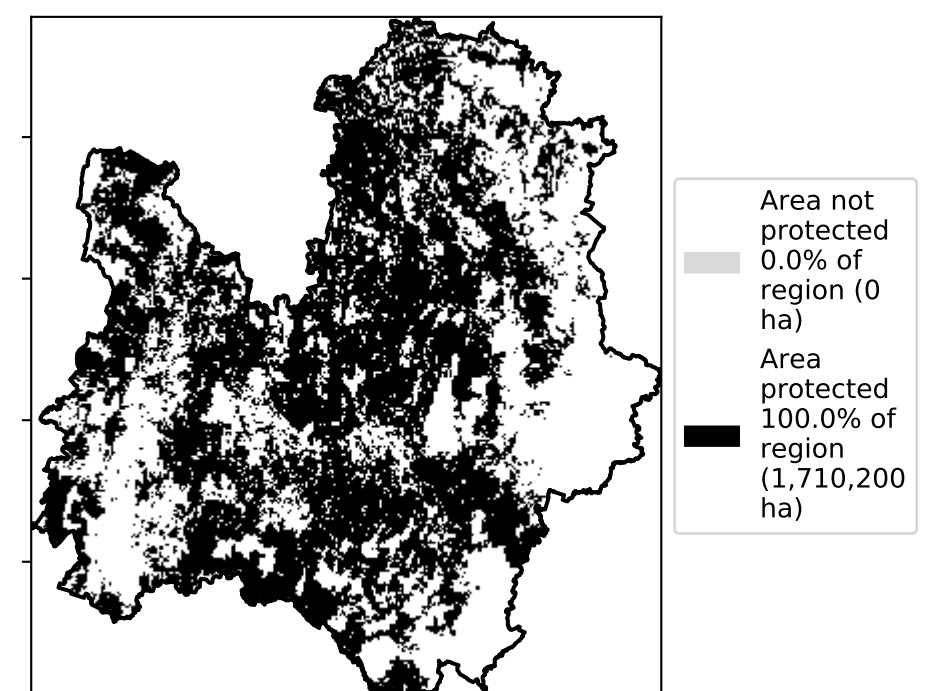 Area not
protected
0.0% of
region (0
ha)
Area
protected
100.0% of
region
(1,710,200
ha)